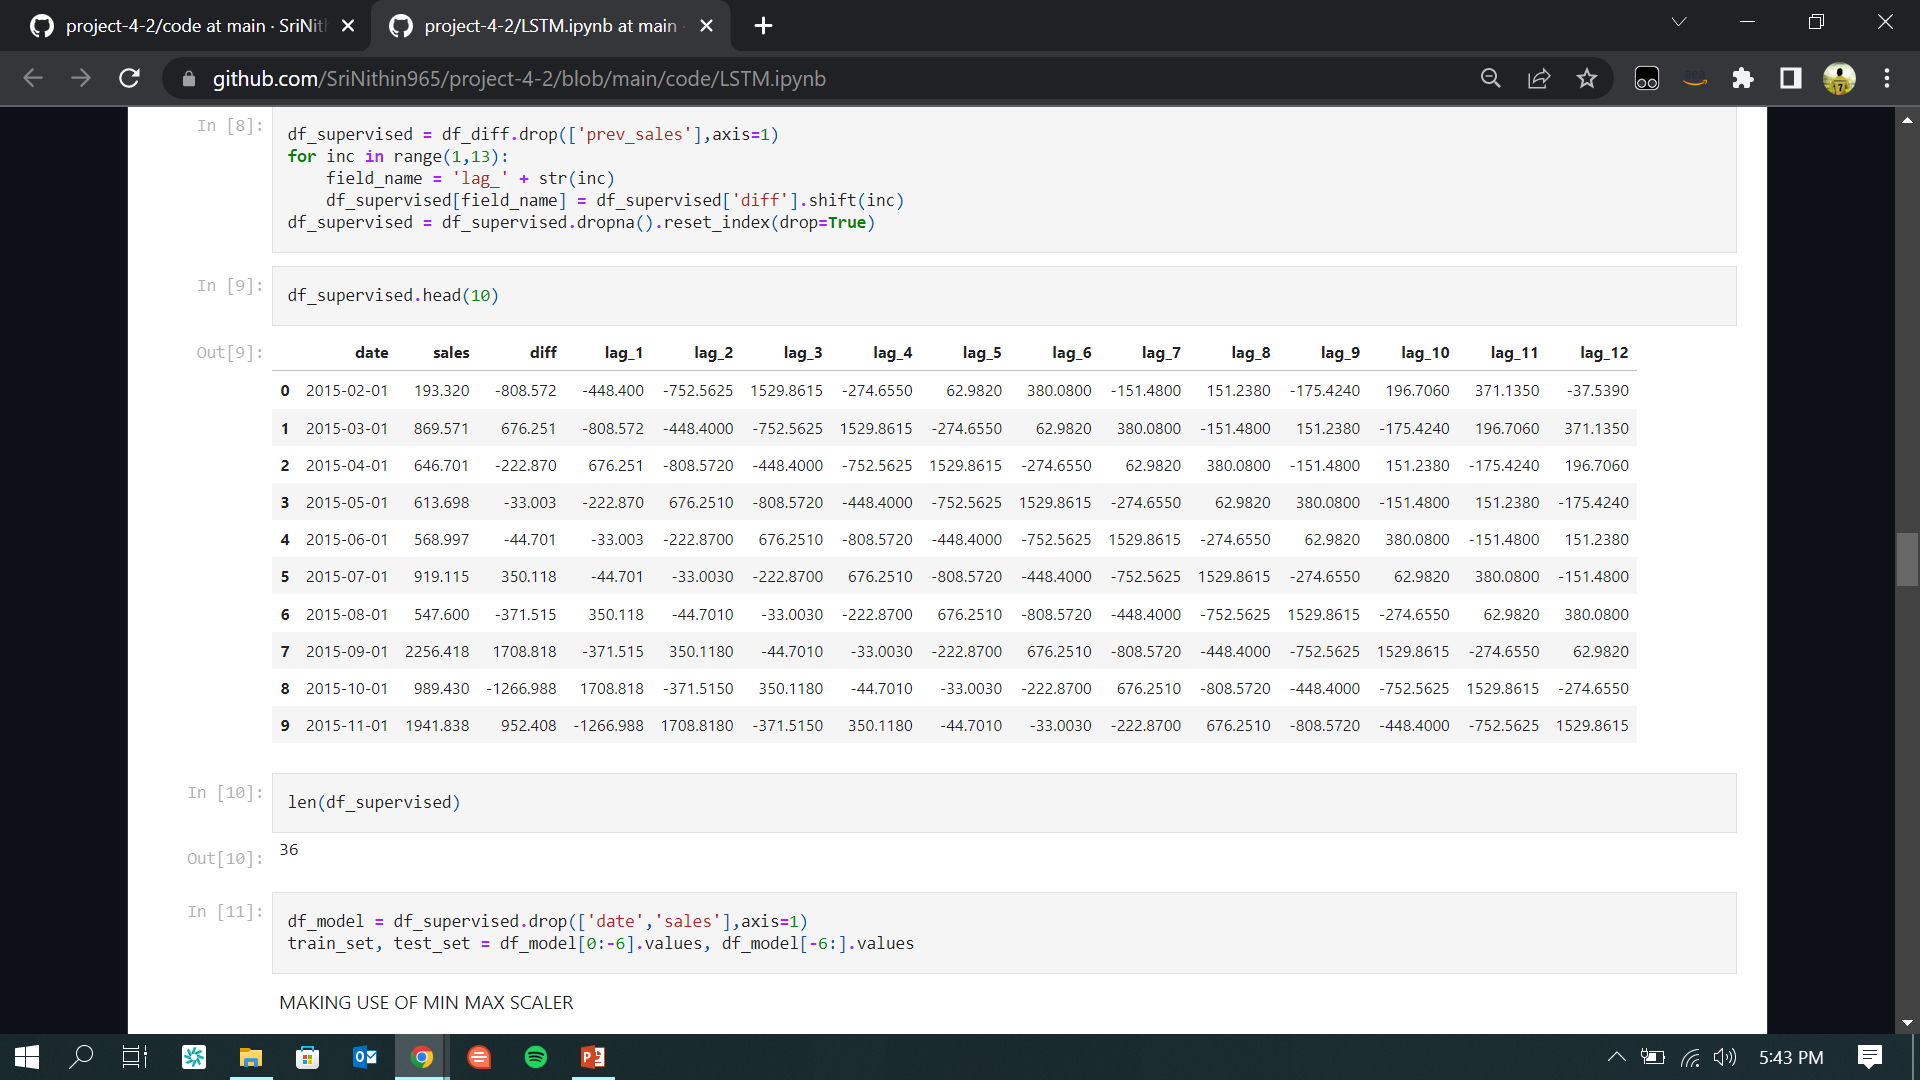 project-4-2/code at main · SriNith
project-4-2/LSTM.ipynb at main ·
github.com/SriNithin965/project-4-2/blob/main/code/LSTM.ipynb
In [8]:
df_supervised = df_diff.drop(['prev_sales'],axis=1)
for inc in range(1,13):
    field_name = 'lag_' + str(inc)
    df_supervised[field_name] = df_supervised['diff'].shift(inc)
df_supervised = df_supervised.dropna().reset_index(drop=True)
In [9]:
df_supervised.head(10)
Out[9]:
date sales diff lag_1 lag_2 lag_3 lag_4 lag_5 lag_6 lag_7 lag_8 lag_9 lag_10 lag_11 lag_12
0 2015-02-01 193.320 -808.572 -448.400 -752.5625 1529.8615 -274.6550 62.9820 380.0800 -151.4800 151.2380 -175.4240 196.7060 371.1350 -37.5390
1 2015-03-01 869.571 676.251 -808.572 -448.4000 -752.5625 1529.8615 -274.6550 62.9820 380.0800 -151.4800 151.2380 -175.4240 196.7060 371.1350
2 2015-04-01 646.701 -222.870 676.251 -808.5720 -448.4000 -752.5625 1529.8615 -274.6550 62.9820 380.0800 -151.4800 151.2380 -175.4240 196.7060
3 2015-05-01 613.698 -33.003 -222.870 676.2510 -808.5720 -448.4000 -752.5625 1529.8615 -274.6550 62.9820 380.0800 -151.4800 151.2380 -175.4240
4 2015-06-01 568.997 -44.701 -33.003 -222.8700 676.2510 -808.5720 -448.4000 -752.5625 1529.8615 -274.6550 62.9820 380.0800 -151.4800 151.2380
5 2015-07-01 919.115 350.118 -44.701 -33.0030 -222.8700 676.2510 -808.5720 -448.4000 -752.5625 1529.8615 -274.6550 62.9820 380.0800 -151.4800
6 2015-08-01 547.600 -371.515 350.118 -44.7010 -33.0030 -222.8700 676.2510 -808.5720 -448.4000 -752.5625 1529.8615 -274.6550 62.9820 380.0800
7 2015-09-01 2256.418 1708.818 -371.515 350.1180 -44.7010 -33.0030 -222.8700 676.2510 -808.5720 -448.4000 -752.5625 1529.8615 -274.6550 62.9820
8 2015-10-01 989.430 -1266.988 1708.818 -371.5150 350.1180 -44.7010 -33.0030 -222.8700 676.2510 -808.5720 -448.4000 -752.5625 1529.8615 -274.6550
9 2015-11-01 1941.838 952.408 -1266.988 1708.8180 -371.5150 350.1180 -44.7010 -33.0030 -222.8700 676.2510 -808.5720 -448.4000 -752.5625 1529.8615
In [10]:
len(df_supervised)
Out[10]:
36
In [11]:
df_model = df_supervised.drop(['date','sales'],axis=1)
train_set, test_set = df_model[0:-6].values, df_model[-6:].values
MAKING USE OF MIN MAX SCALER
5:43 PM